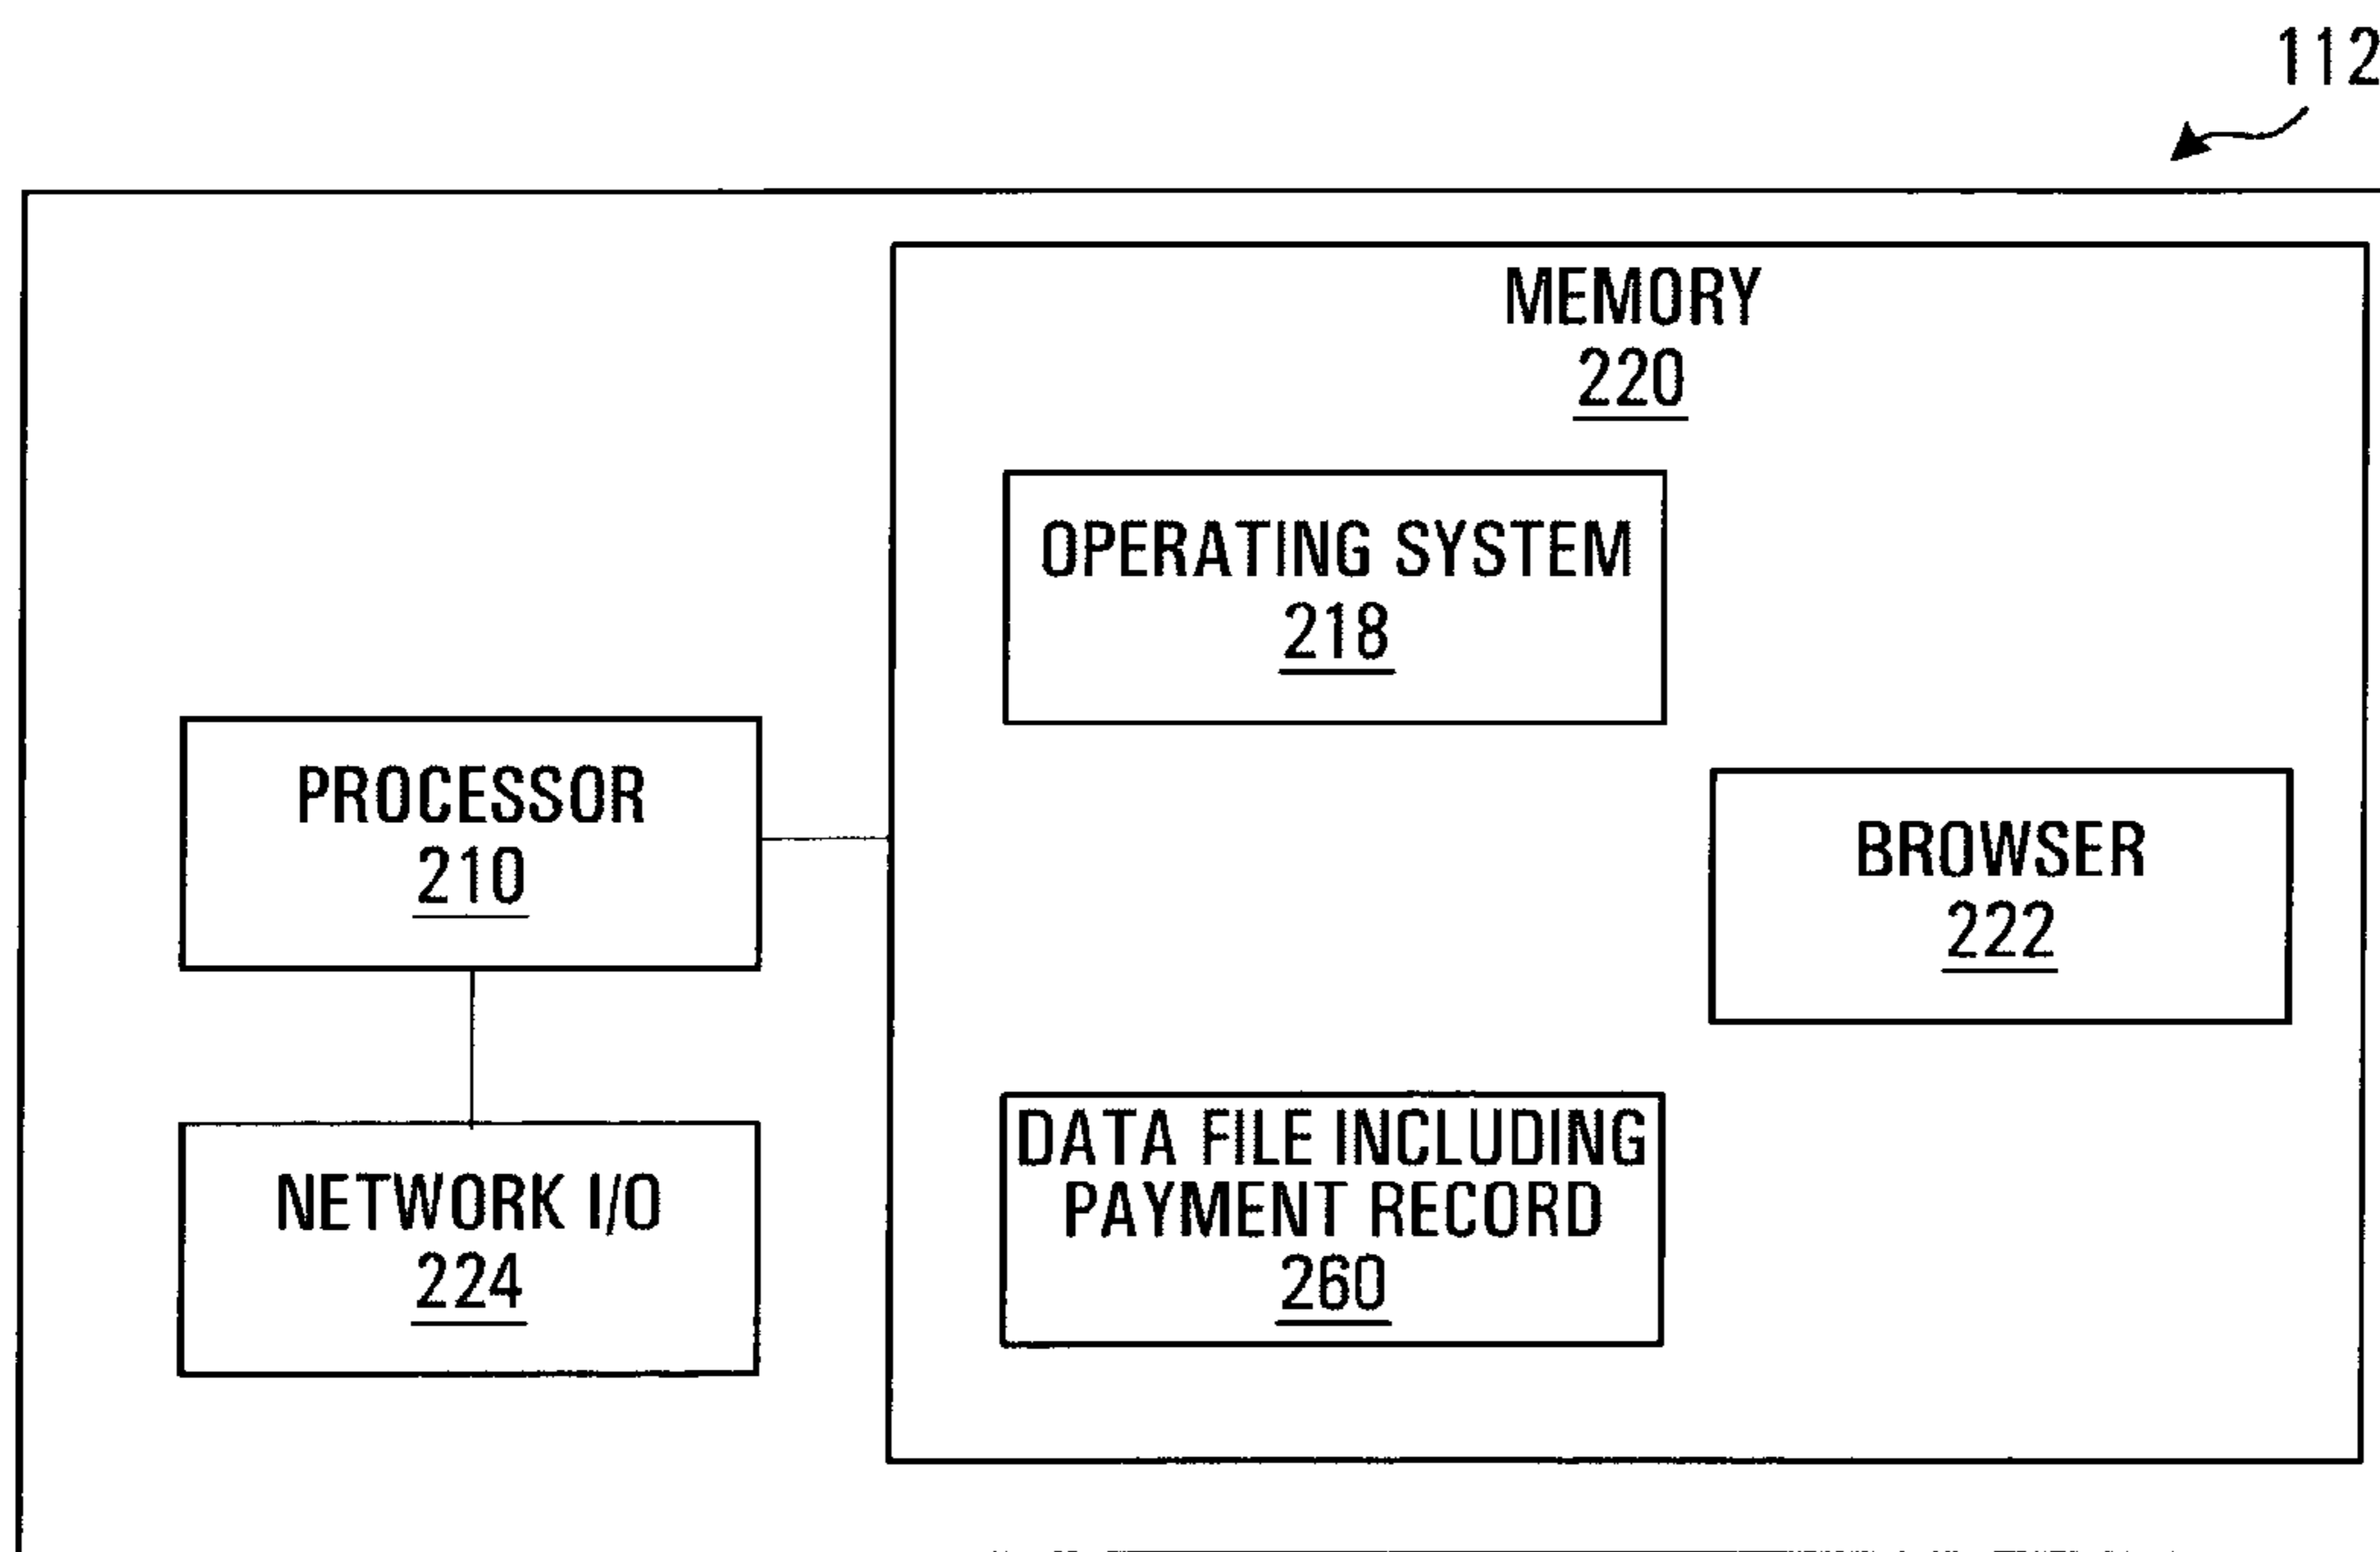 112
MEMORY
220
OPERATING SYSTEM
218
PROCESSOR
210
BROWSER
222
DATA FILE INCLUDING
PAYMENT RECORD
260
NETWORK I/O
224